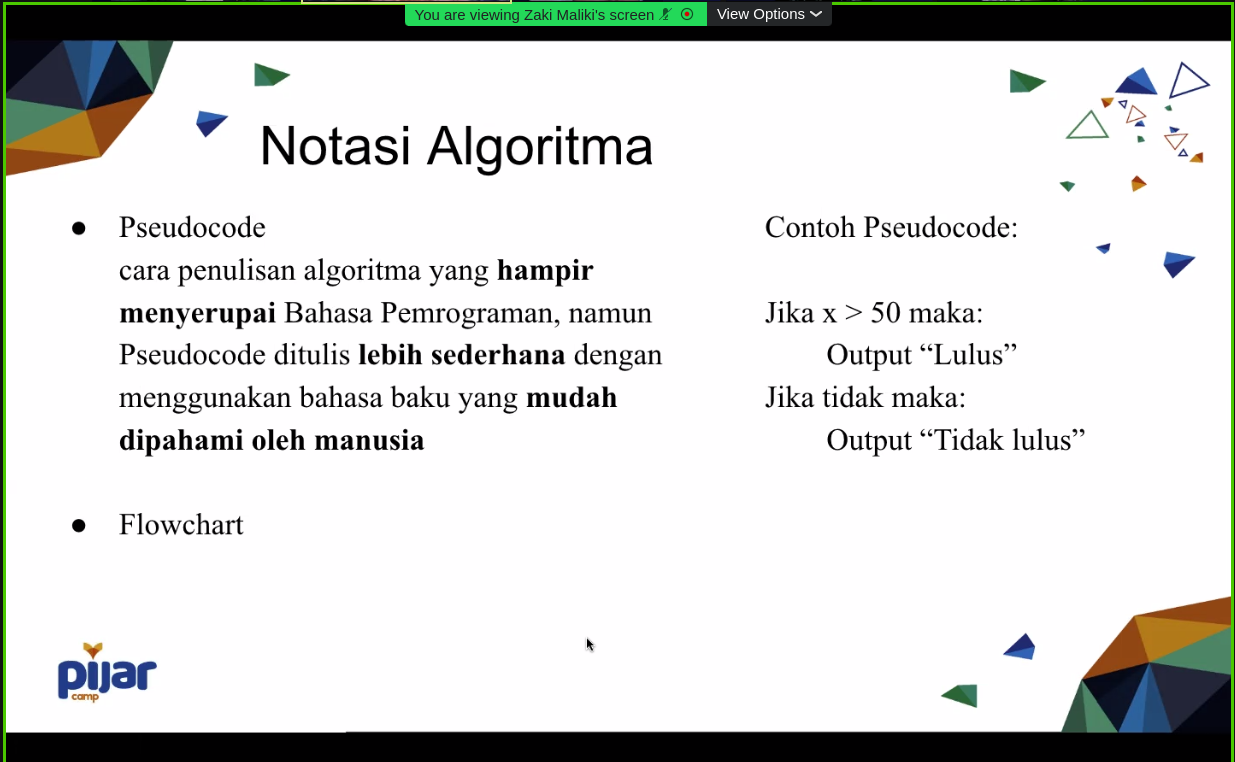 You are viewing Zaki Maliki's screen
View Options
Notasi Algoritma
● Pseudocode
cara penulisan algoritma yang hampir
menyerupai Bahasa Pemrograman, namun
Pseudocode ditulis lebih sederhana dengan
menggunakan bahasa baku yang mudah
dipahami oleh manusia
● Flowchart
Contoh Pseudocode:
Jika x > 50 maka:
Output “Lulus”
Jika tidak maka:
Output “Tidak lulus”
pijar
camp